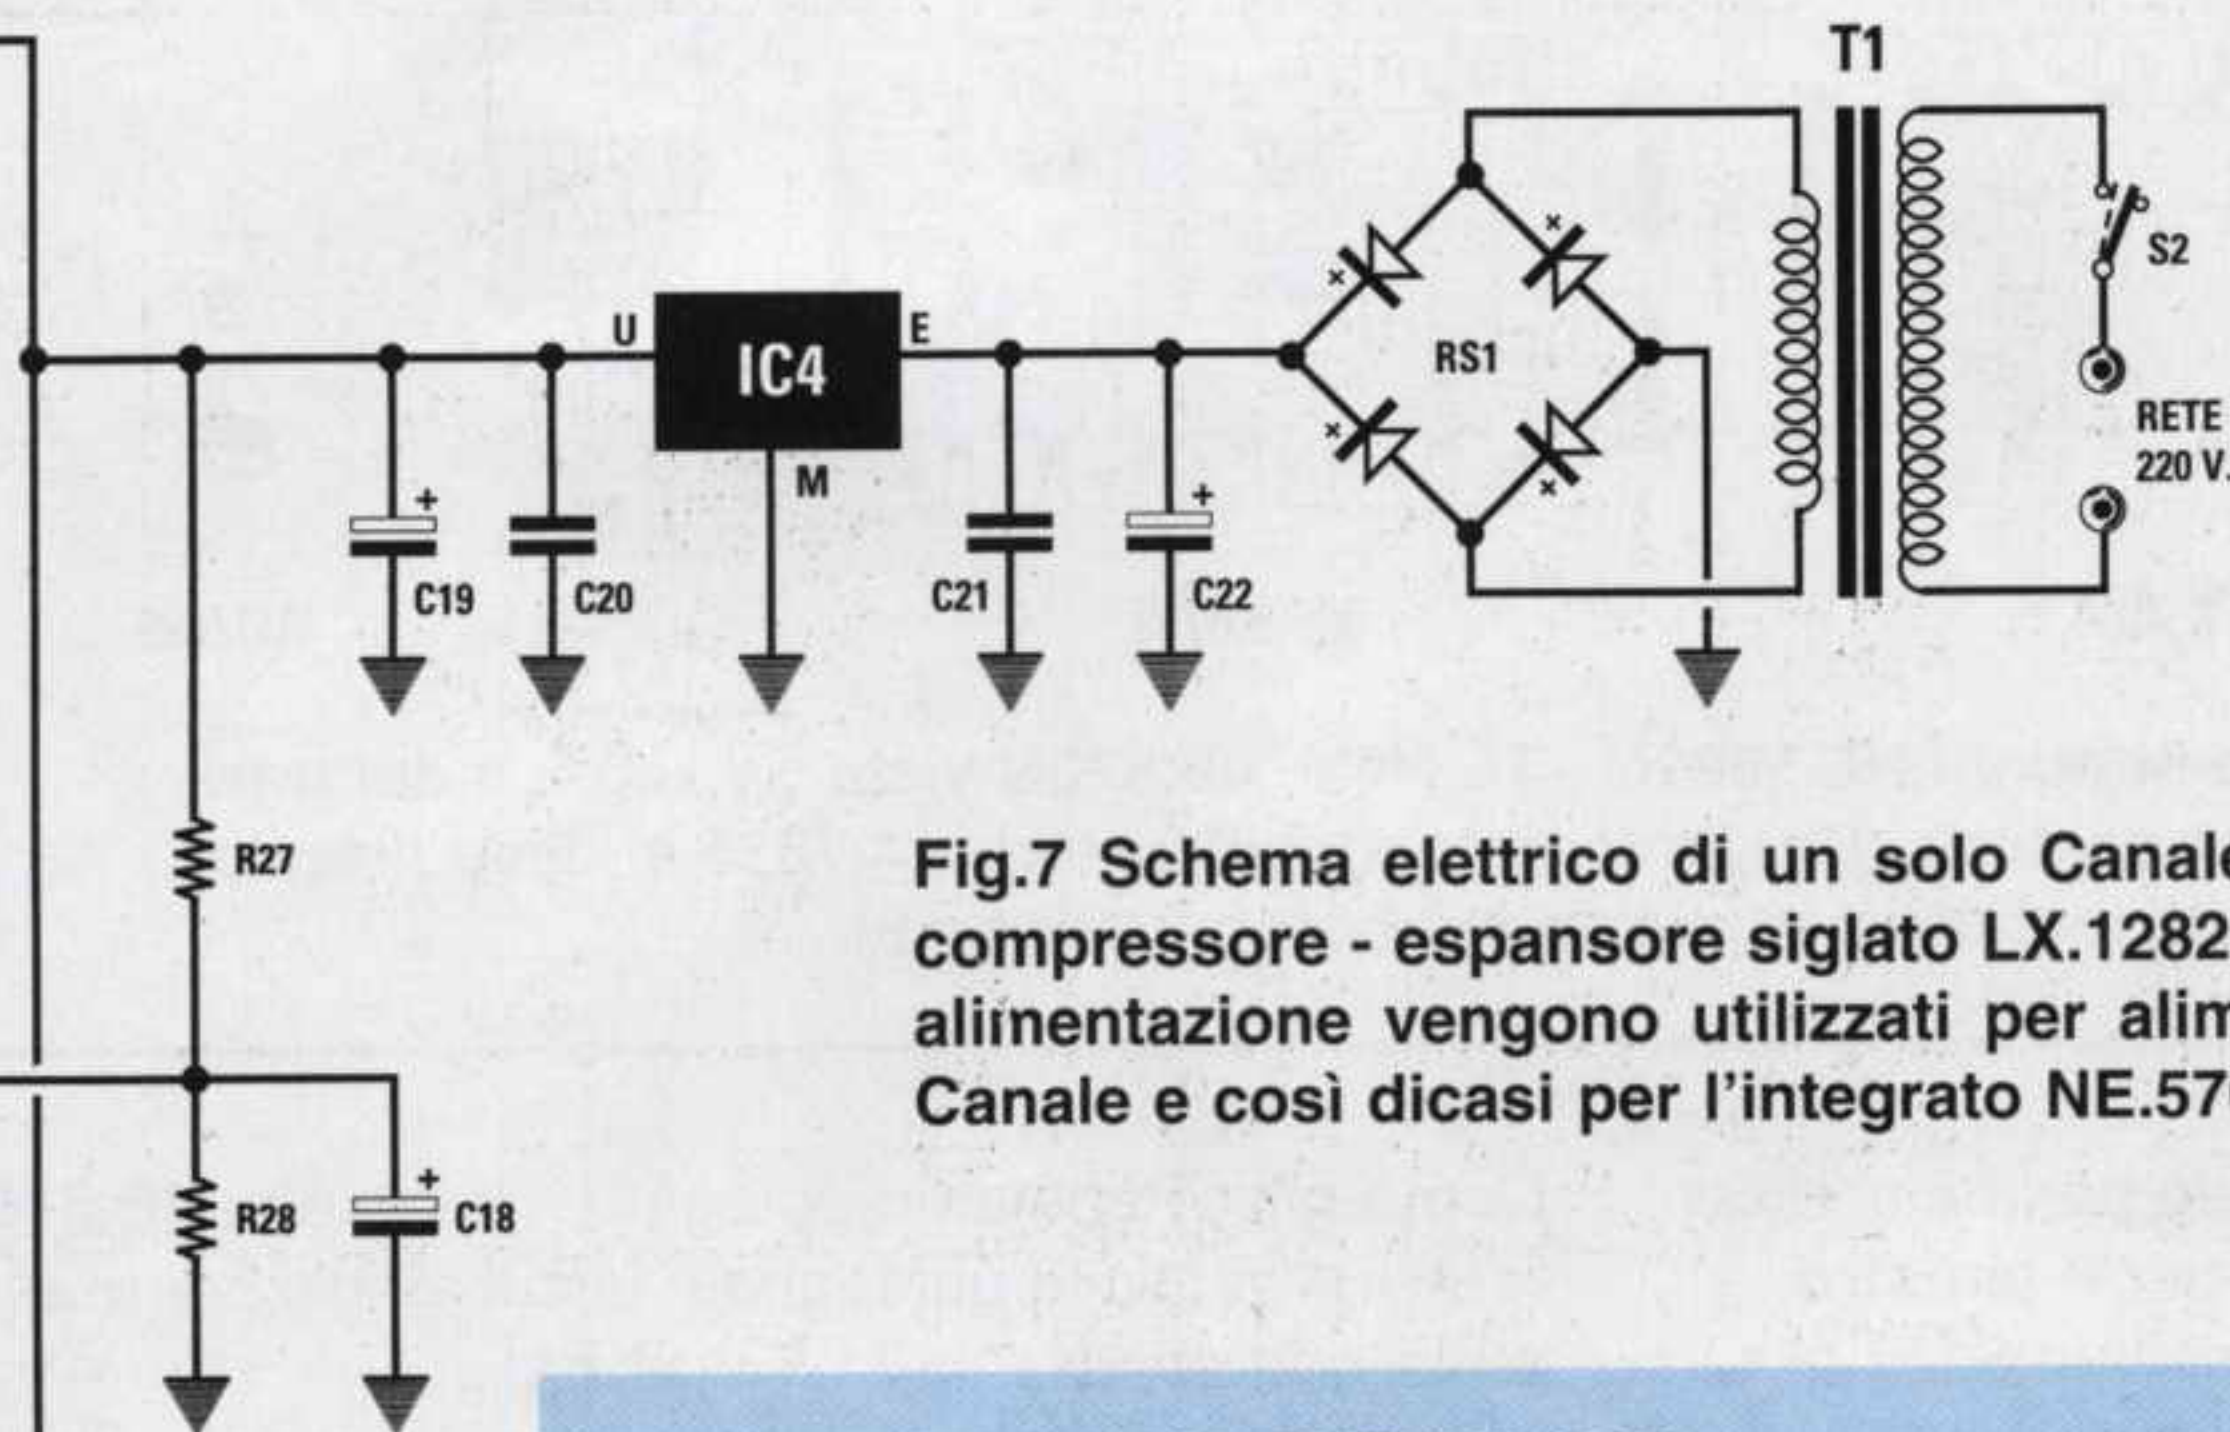 T1
S2
U
IC4
E
RS1
RETE
220 V.
M
+
+
C19
C20
C21
C22
R27
Fig.7 Schema elettrico di un solo Canale
compressore - espansore siglato LX.1282
alimentazione vengono utilizzati per alim
Canale e così dicasi per l'integrato NE.57
+
R28
C18